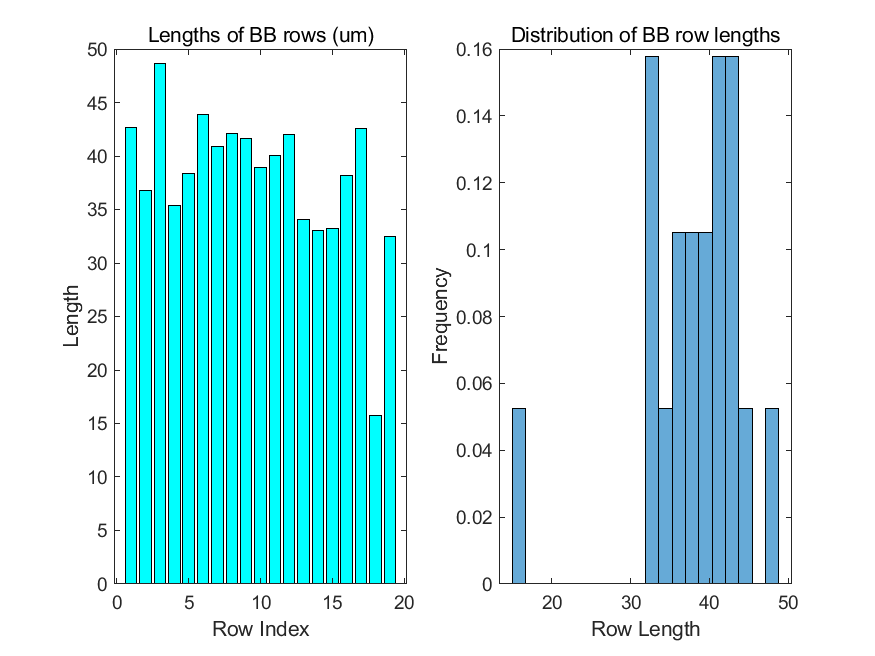 Lengths of BB rows (um)
50
45
40
35
30
25
20
15
10
5
0
Length
0 5 10 15 20
Row Index
Distribution of BB row lengths
0.16
0.14
0.12
0.1
0.08
0.06
0.04
0.02
0
Frequency
20 30 40 50
Row Length